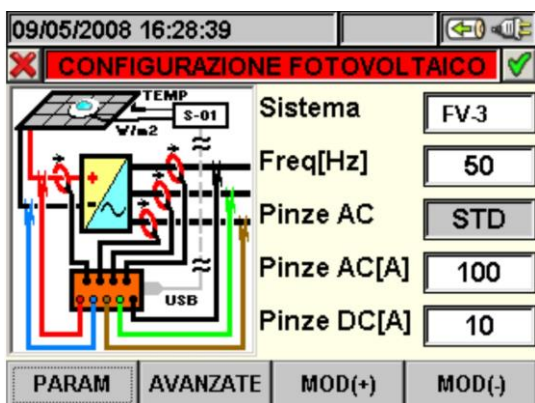 09/05/2008 16:28:39
CONFIGURAZIONE FOTOVOLTAICO
TEMP
S-01
W/m2
USB
Sistema FV-3
Freq[Hz] 50
Pinze AC STD
Pinze AC[A] 100
Pinze DC[A] 10
PARAM AVANZATE MOD(+) MOD(-)